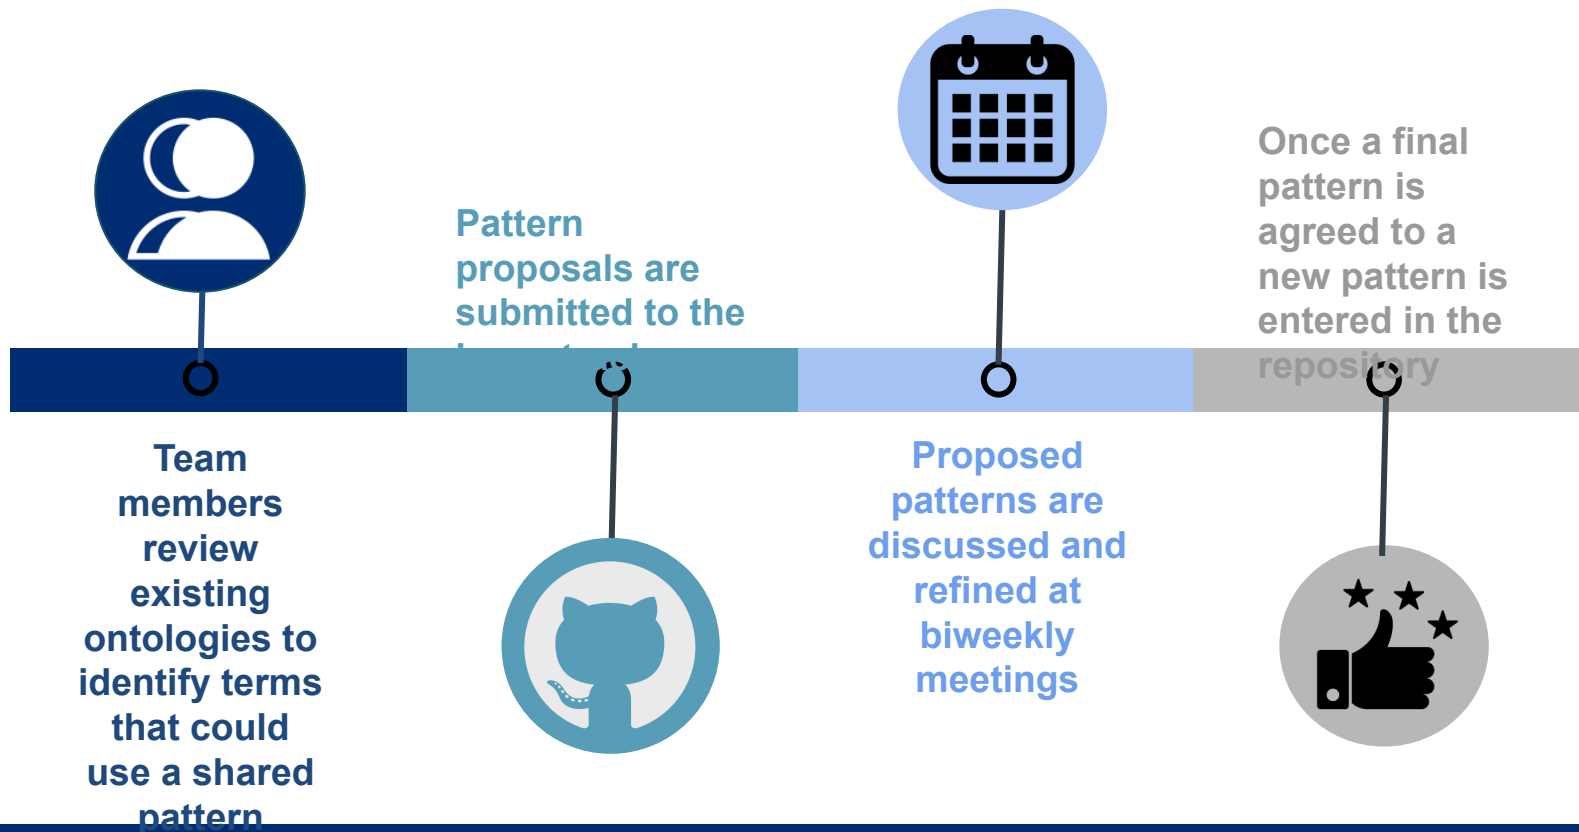 Team
members
review
existing
ontologies to
identify terms
that could
use a shared
pattern
Pattern
proposals are
submitted to the
Proposed
patterns are
discussed and
refined at
biweekly
meetings
Once a final
pattern is
agreed to a
new pattern is
entered in the
repository